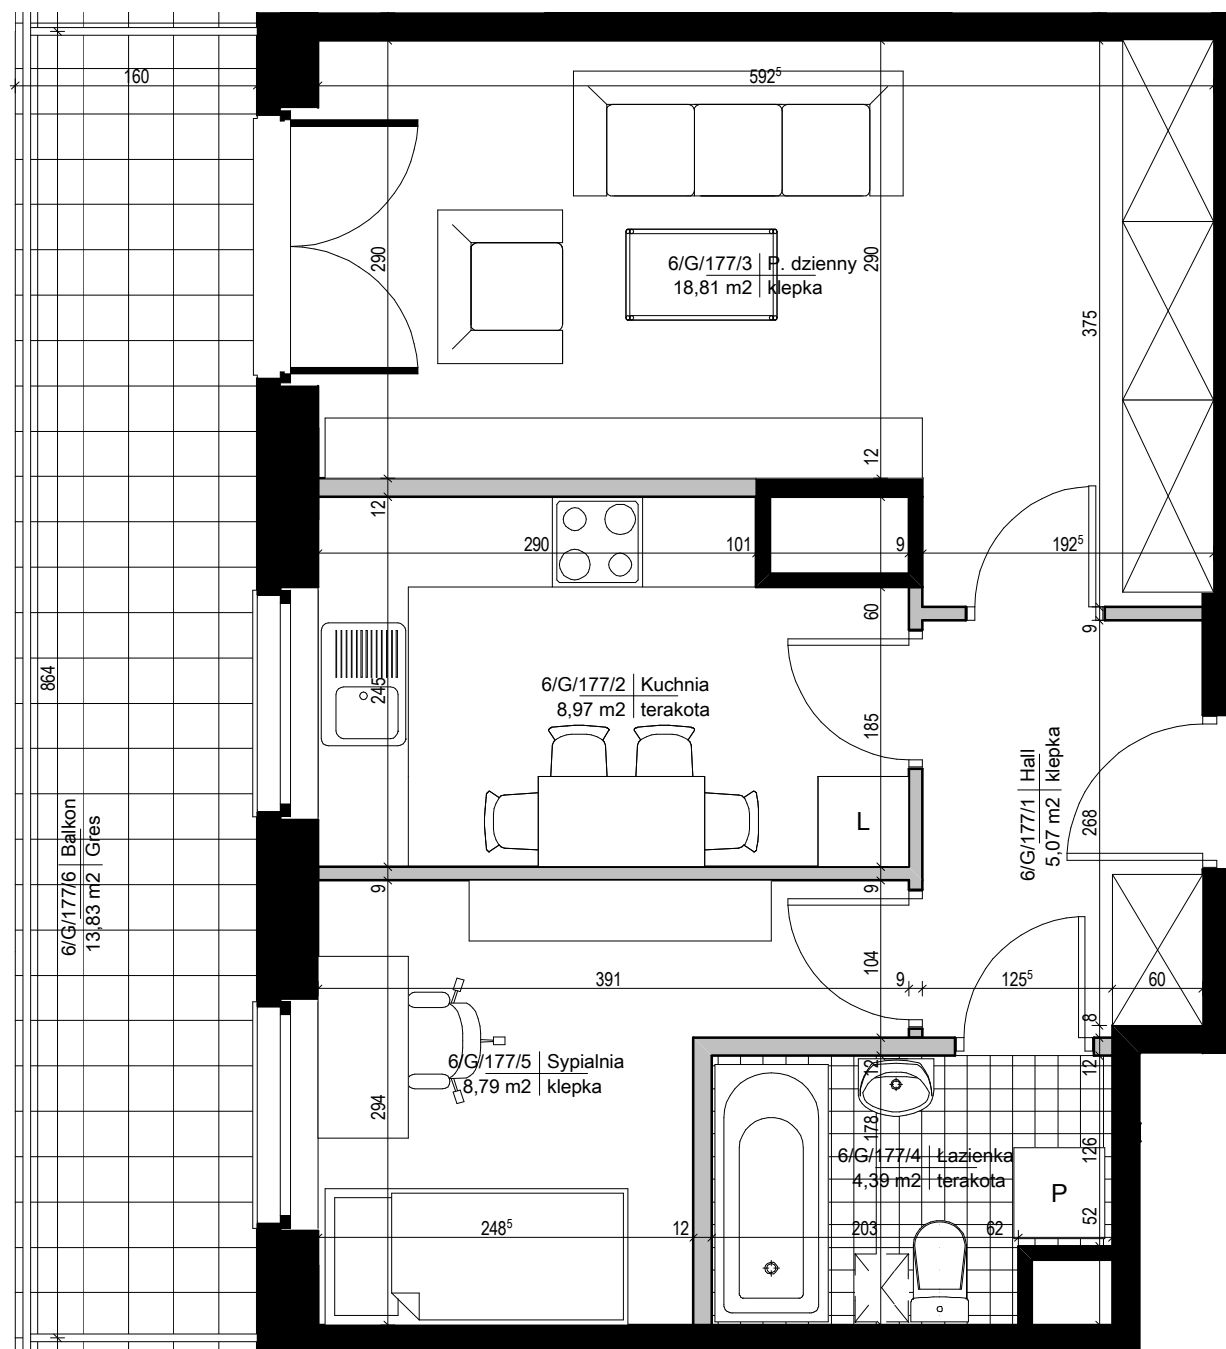 160
592⁵
290
290
375
6/G/177/3 P. dzienny
18,81 m2 klepka
12
12
290
101
9
192⁵
60
9
864
245
6/G/177/2 Kuchnia
8,97 m2 terakota
185
L
6/G/177/1 Hall
5,07 m2 klepka
268
6/G/177/6 Balkon
13,83 m2 Gres
9
9
104
391
9
125⁵
60
8
6/G/177/5 Sypialnia
8,79 m2 klepka
294
12
12
178
126
6/G/177/4 Łazienka
4,39 m2 terakota
P
52
248⁵
12
203
62